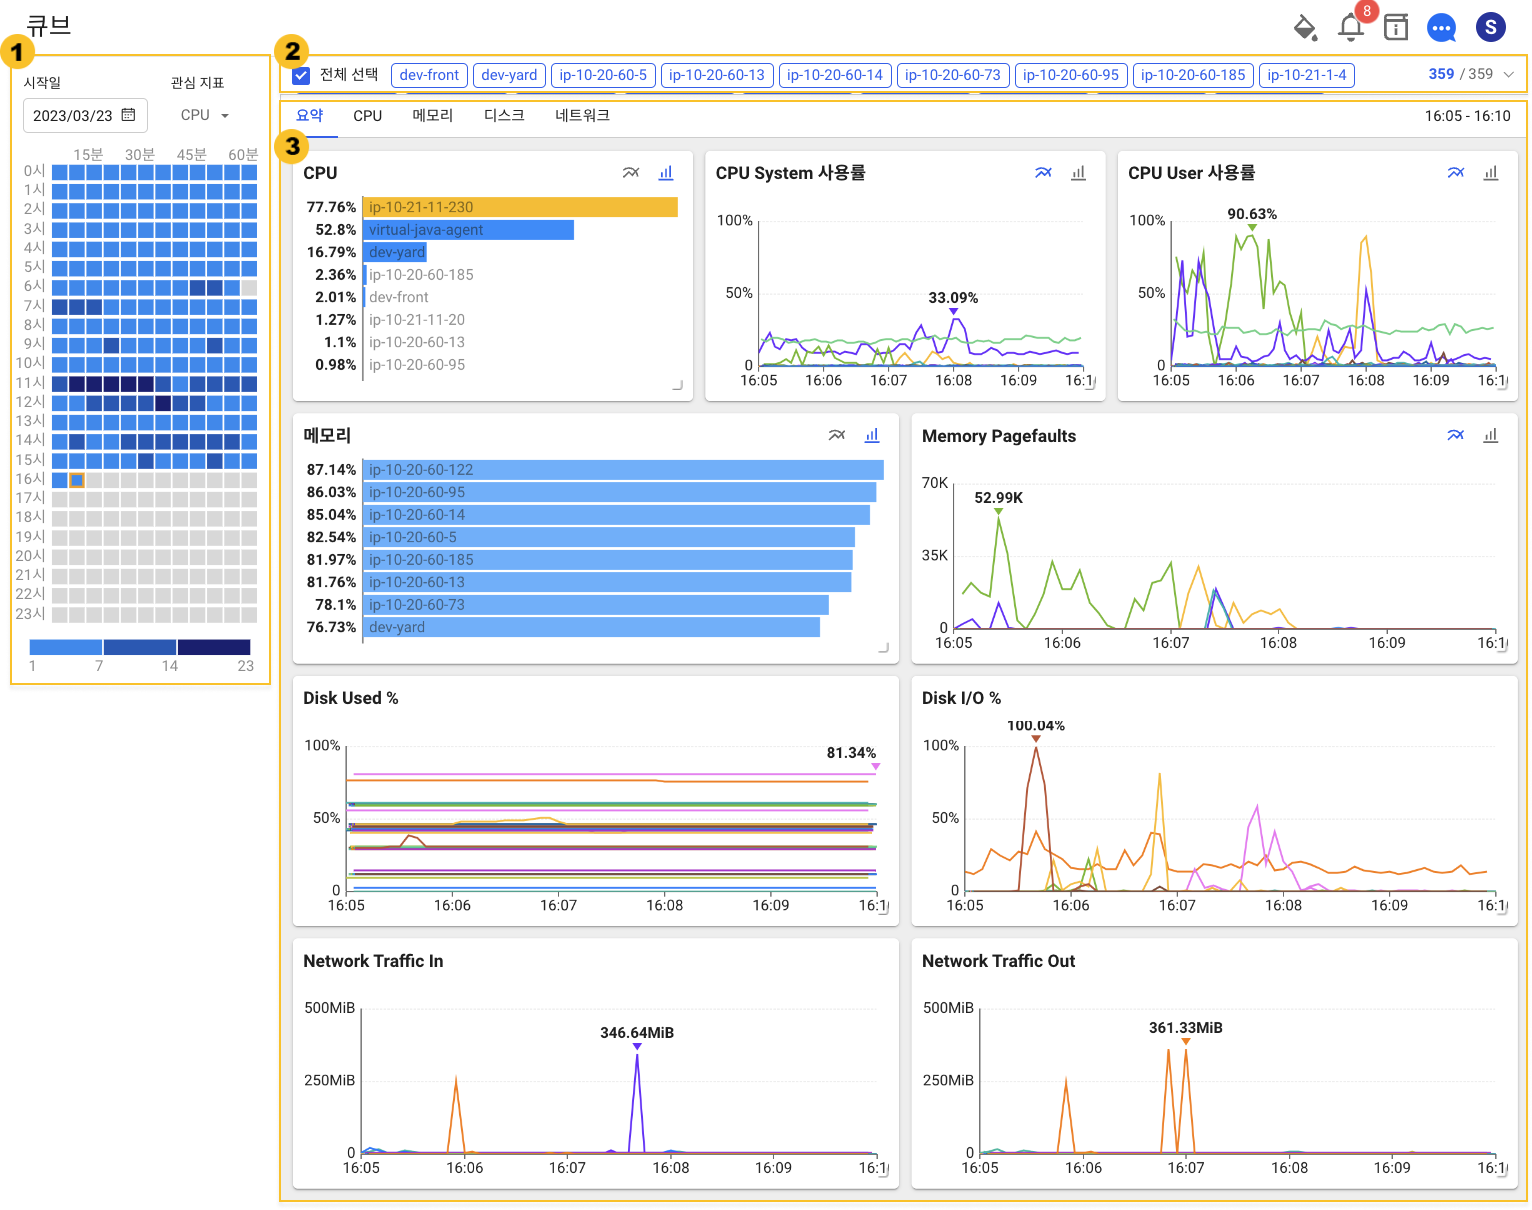 큐브
8
S
1
시작일 관심 지표
2023/03/23 CPU
15분 30분 45분 60분
0시
1시
2시
3시
4시
5시
6시
7시
8시
9시
10시
11시
12시
13시
14시
15시
16시
17시
18시
19시
20시
21시
22시
23시
1 7 14 23
2
전체 선택 dev-front dev-yard ip-10-20-60-5 ip-10-20-60-13 ip-10-20-60-14 ip-10-20-60-73 ip-10-20-60-95 ip-10-20-60-185 ip-10-21-1-4 359 / 359
요약 CPU 메모리 디스크 네트워크 16:05 - 16:10
3
CPU
77.76% ip-10-21-11-230
52.8% virtual-java-agent
16.79% dev-yard
2.36% ip-10-20-60-185
2.01% dev-front
1.27% ip-10-21-11-20
1.1% ip-10-20-60-13
0.98% ip-10-20-60-95
CPU System 사용률
100%
50%
33.09%
0
16:05 16:06 16:07 16:08 16:09 16:1
CPU User 사용률
90.63%
100%
50%
0
16:05 16:06 16:07 16:08 16:09 16:1
메모리
87.14% ip-10-20-60-122
86.03% ip-10-20-60-95
85.04% ip-10-20-60-14
82.54% ip-10-20-60-5
81.97% ip-10-20-60-185
81.76% ip-10-20-60-13
78.1% ip-10-20-60-73
76.73% dev-yard
Memory Pagefaults
70K
52.99K
35K
0
16:05 16:06 16:07 16:08 16:09 16:1
Disk Used %
100%
81.34%
50%
0
16:05 16:06 16:07 16:08 16:09 16:1
Disk I/O %
100.04%
100%
50%
0
16:05 16:06 16:07 16:08 16:09 16:1
Network Traffic In
500MiB
346.64MiB
250MiB
0
16:05 16:06 16:07 16:08 16:09 16:1
Network Traffic Out
500MiB
361.33MiB
250MiB
0
16:05 16:06 16:07 16:08 16:09 16:1